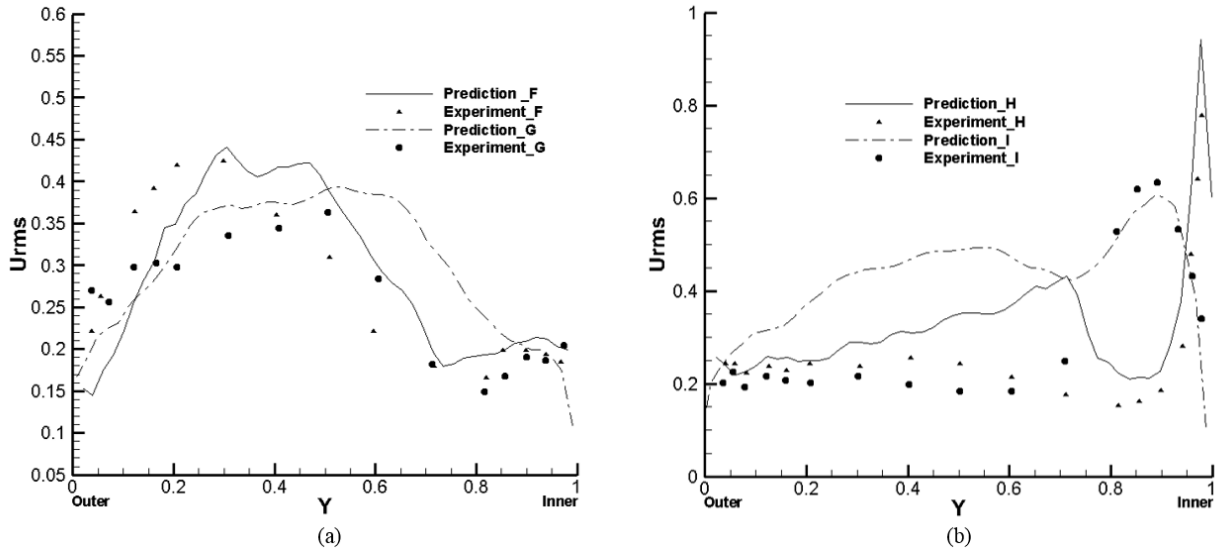 0.6
0.55
0.5
0.45
0.4
0.35
0.3
0.25
0.2
0.15
0.1
0.05
Urms
Prediction _F
Experiment_F
Prediction_G
Experiment_G
0 0.2 0.4 0.6 0.8 1
Outer Y Inner
(a)
1
0.8
0.6
0.4
0.2
0
Urms
Prediction_H
Experiment_H
Prediction_I
Experiment_I
0 0.2 0.4 0.6 0.8 1
Outer Y Inner
(b)